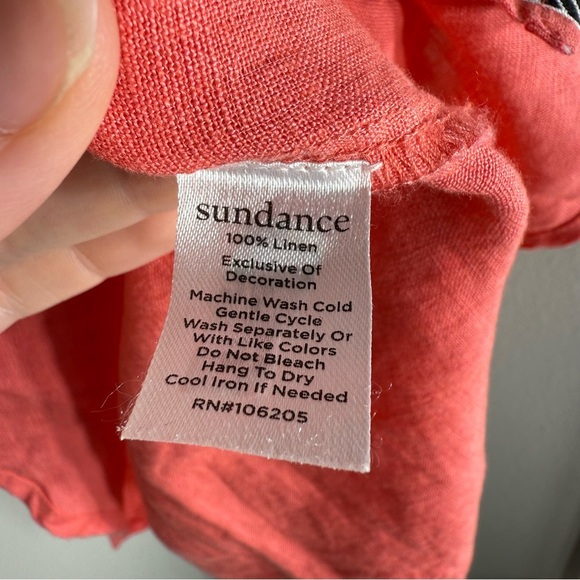 sundance
100% Linen
Exclusive Of
Decoration
Machine Wash Cold
Gentle Cycle
Wash Separately Or
With Like Colors
Do Not Bleach
Hang To Dry
Cool Iron If Needed
RN#106205